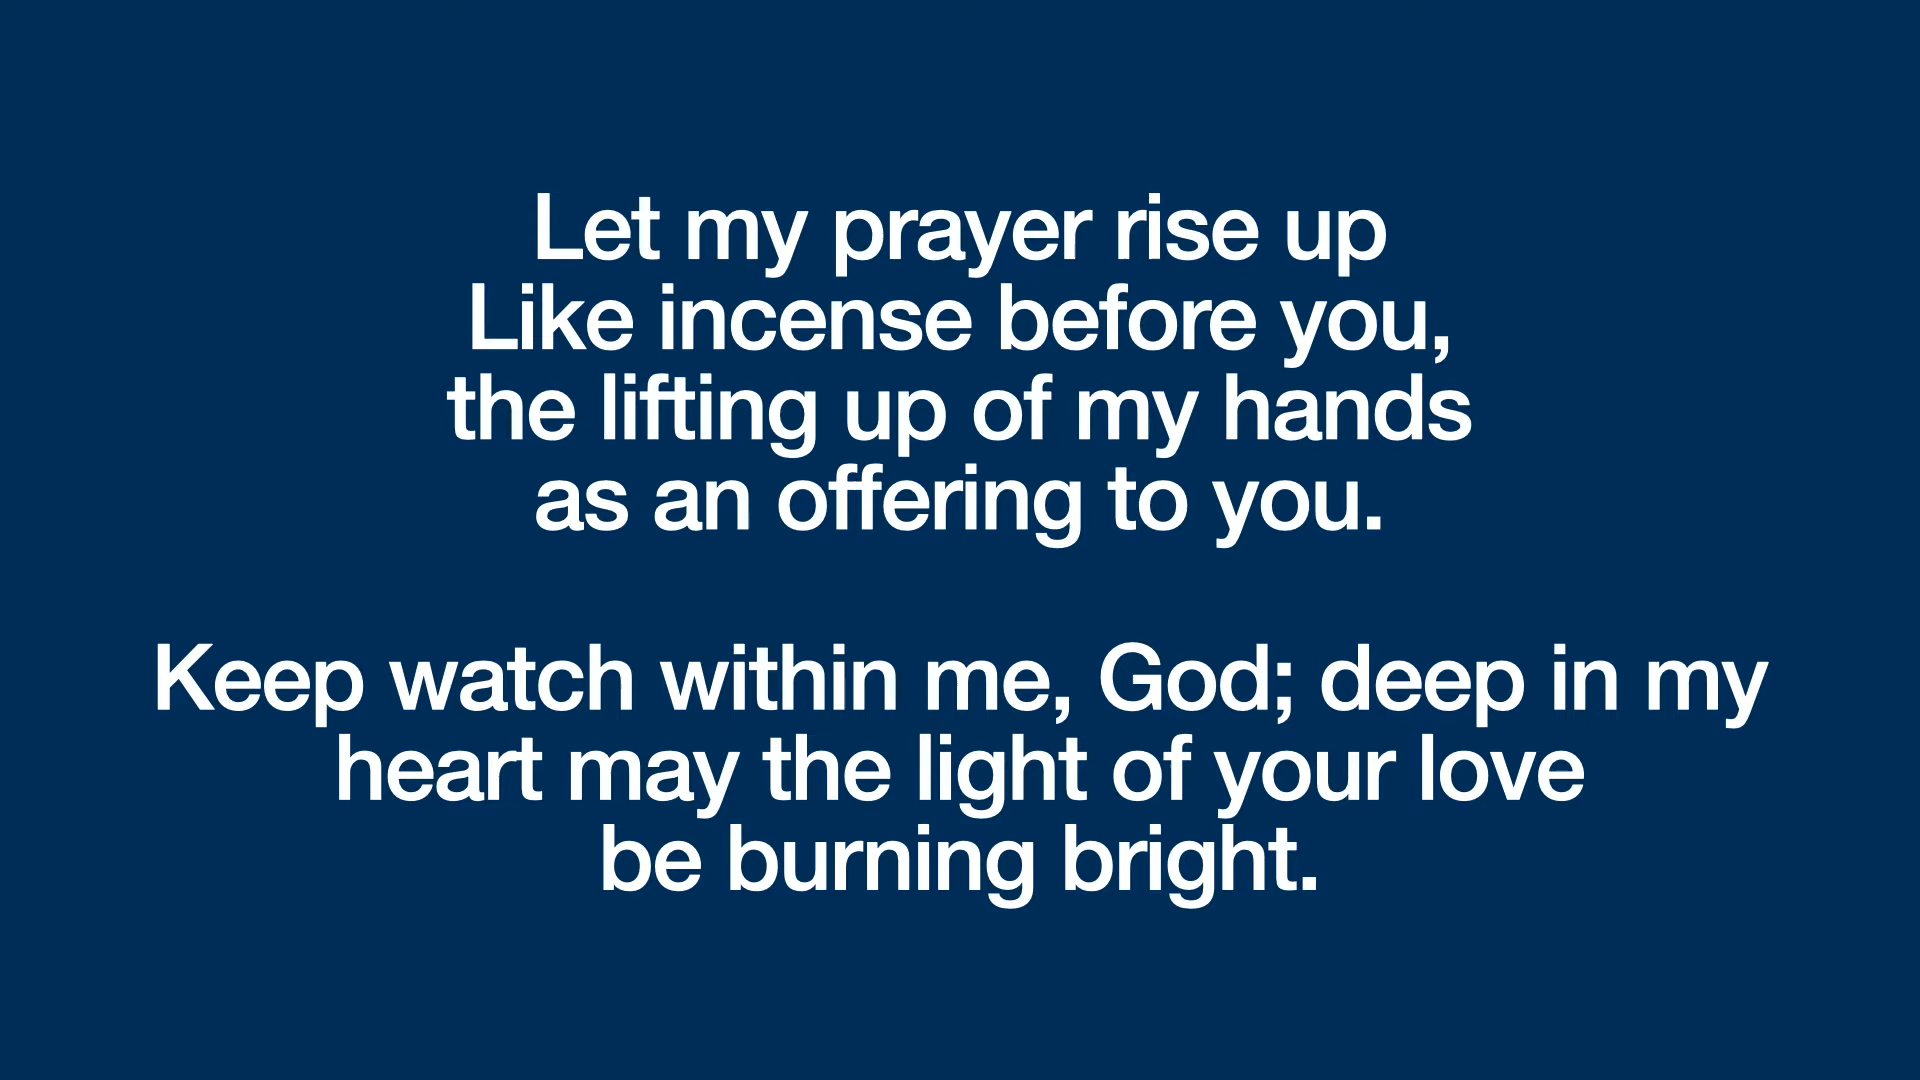 Let my prayer rise up
Like incense before you,
the lifting up of my hands
as an offering to you.
Keep watch within me, God; deep in my
heart may the light of your love
be burning bright.